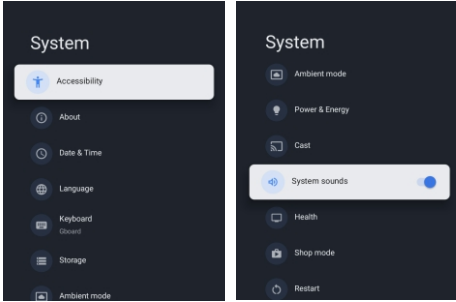 System
Accessibility
About
Date & Time
Language
Keyboard
Gboard
Storage
Ambient mode
System
Ambient mode
Power & Energy
Cast
System sounds
Health
Shop mode
Restart